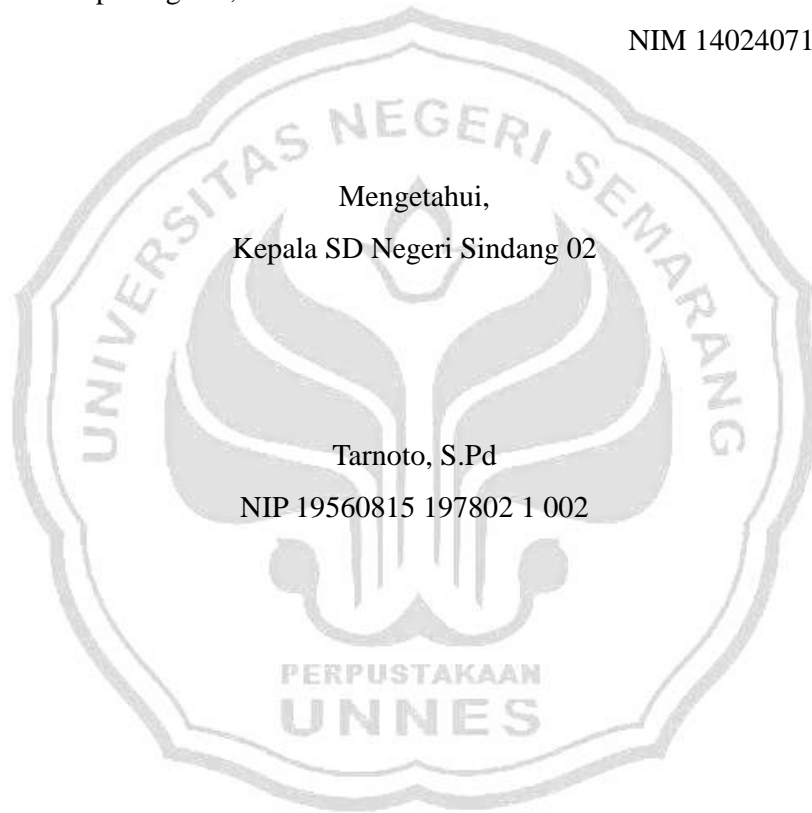 NIM 14024071
Mengetahui,
Kepala SD Negeri Sindang 02
Tarnoto, S.Pd
NIP 19560815 197802 1 002
UNIVERSITAS NEGERI SEMARANG
PERPUSTAKAAN
UNNES